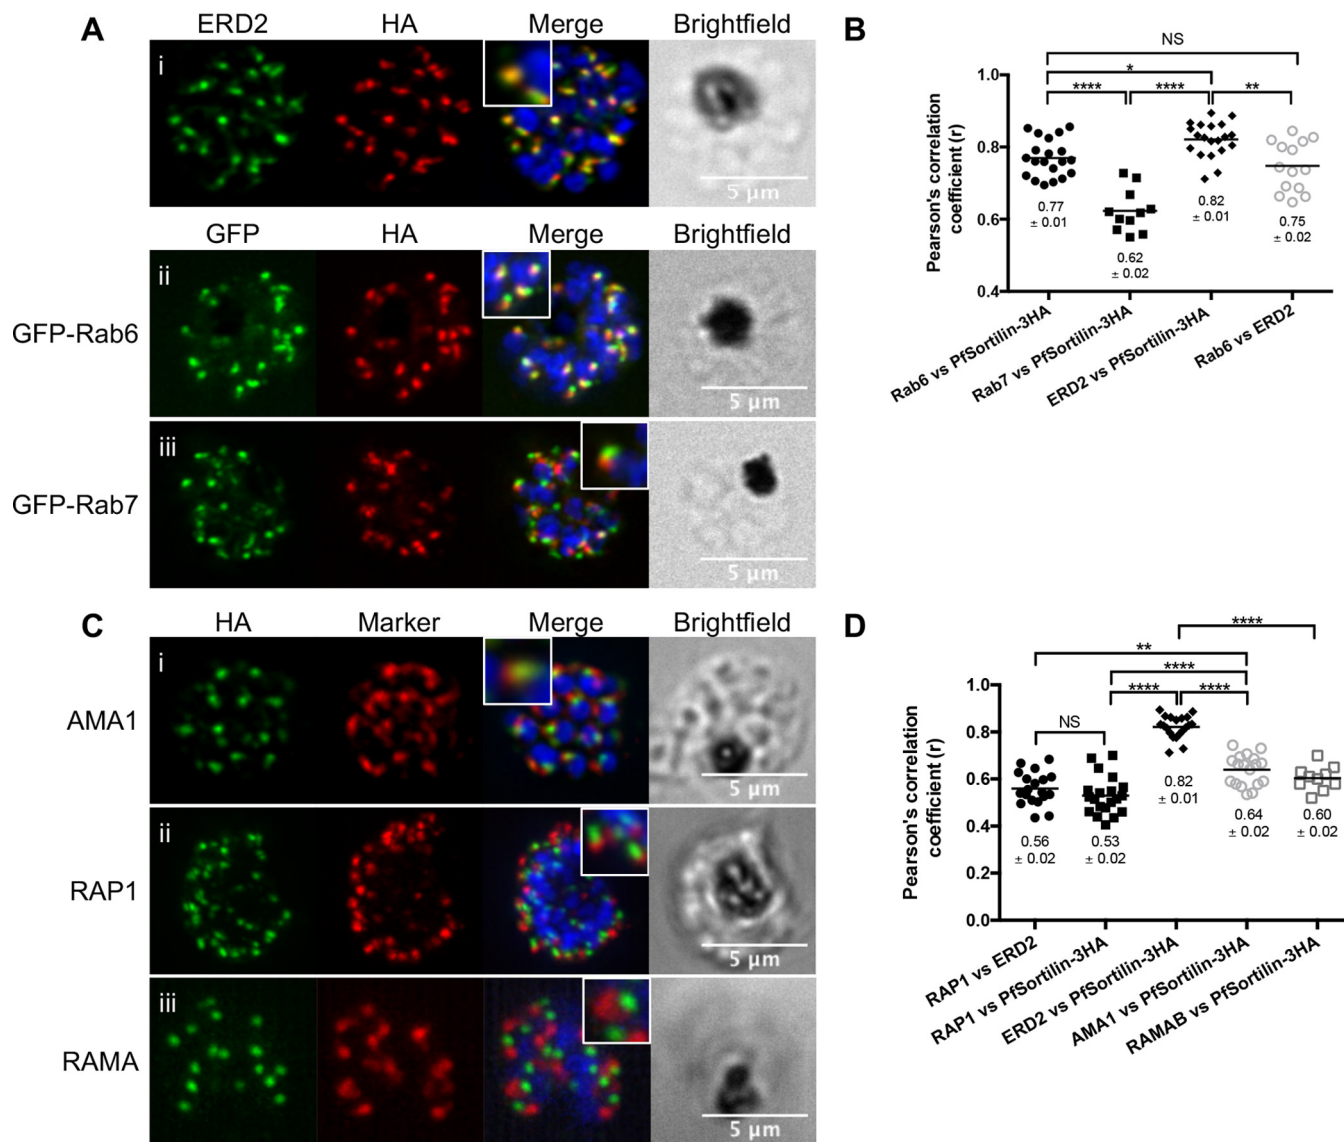 A
ERD2 HA Merge Brightfield
i
5 μm
GFP HA Merge Brightfield
GFP-Rab6
ii
5 μm
GFP-Rab7
iii
5 μm
B
NS
*
**** **** **
Pearson's correlation
coefficient (r)
1.0
0.8
0.6
0.4
0.77
± 0.01
0.62
± 0.02
0.82
± 0.01
0.75
± 0.02
Rab6 vs PfSortilin-3HA
Rab7 vs PfSortilin-3HA
ERD2 vs PfSortilin-3HA
Rab6 vs ERD2
C
HA Marker Merge Brightfield
AMA1
i
5 μm
RAP1
ii
5 μm
RAMA
iii
5 μm
D
****
**
****
**** ****
NS
Pearson's correlation
coefficient (r)
1.0
0.8
0.6
0.4
0.2
0.0
0.56
± 0.02
0.53
± 0.02
0.82
± 0.01
0.64
± 0.02
0.60
± 0.02
RAP1 vs ERD2
RAP1 vs PfSortilin-3HA
ERD2 vs PfSortilin-3HA
AMA1 vs PfSortilin-3HA
RAMAB vs PfSortilin-3HA